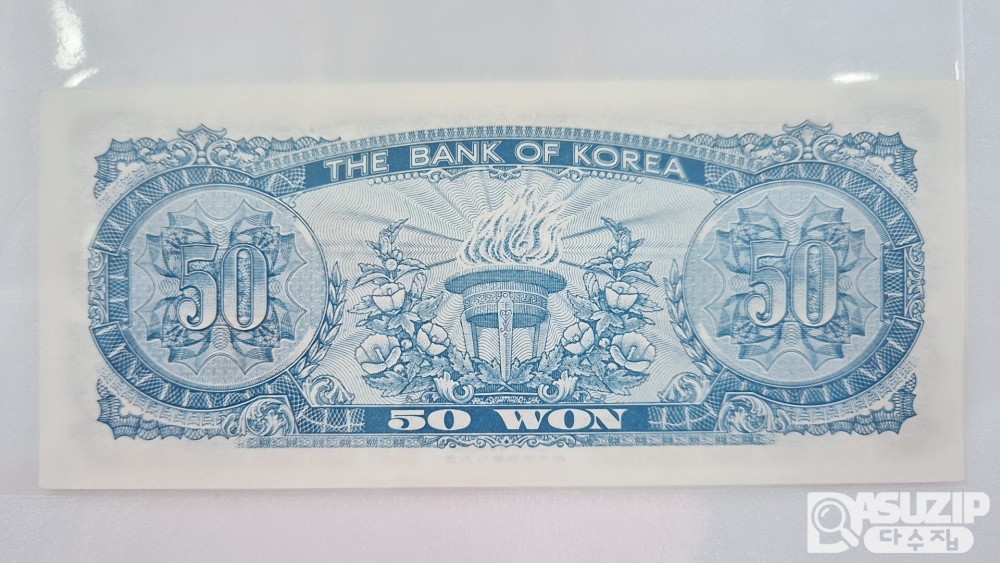 THE BANK OF KOREA
50
50
50 WON
ASUZIP
다수집